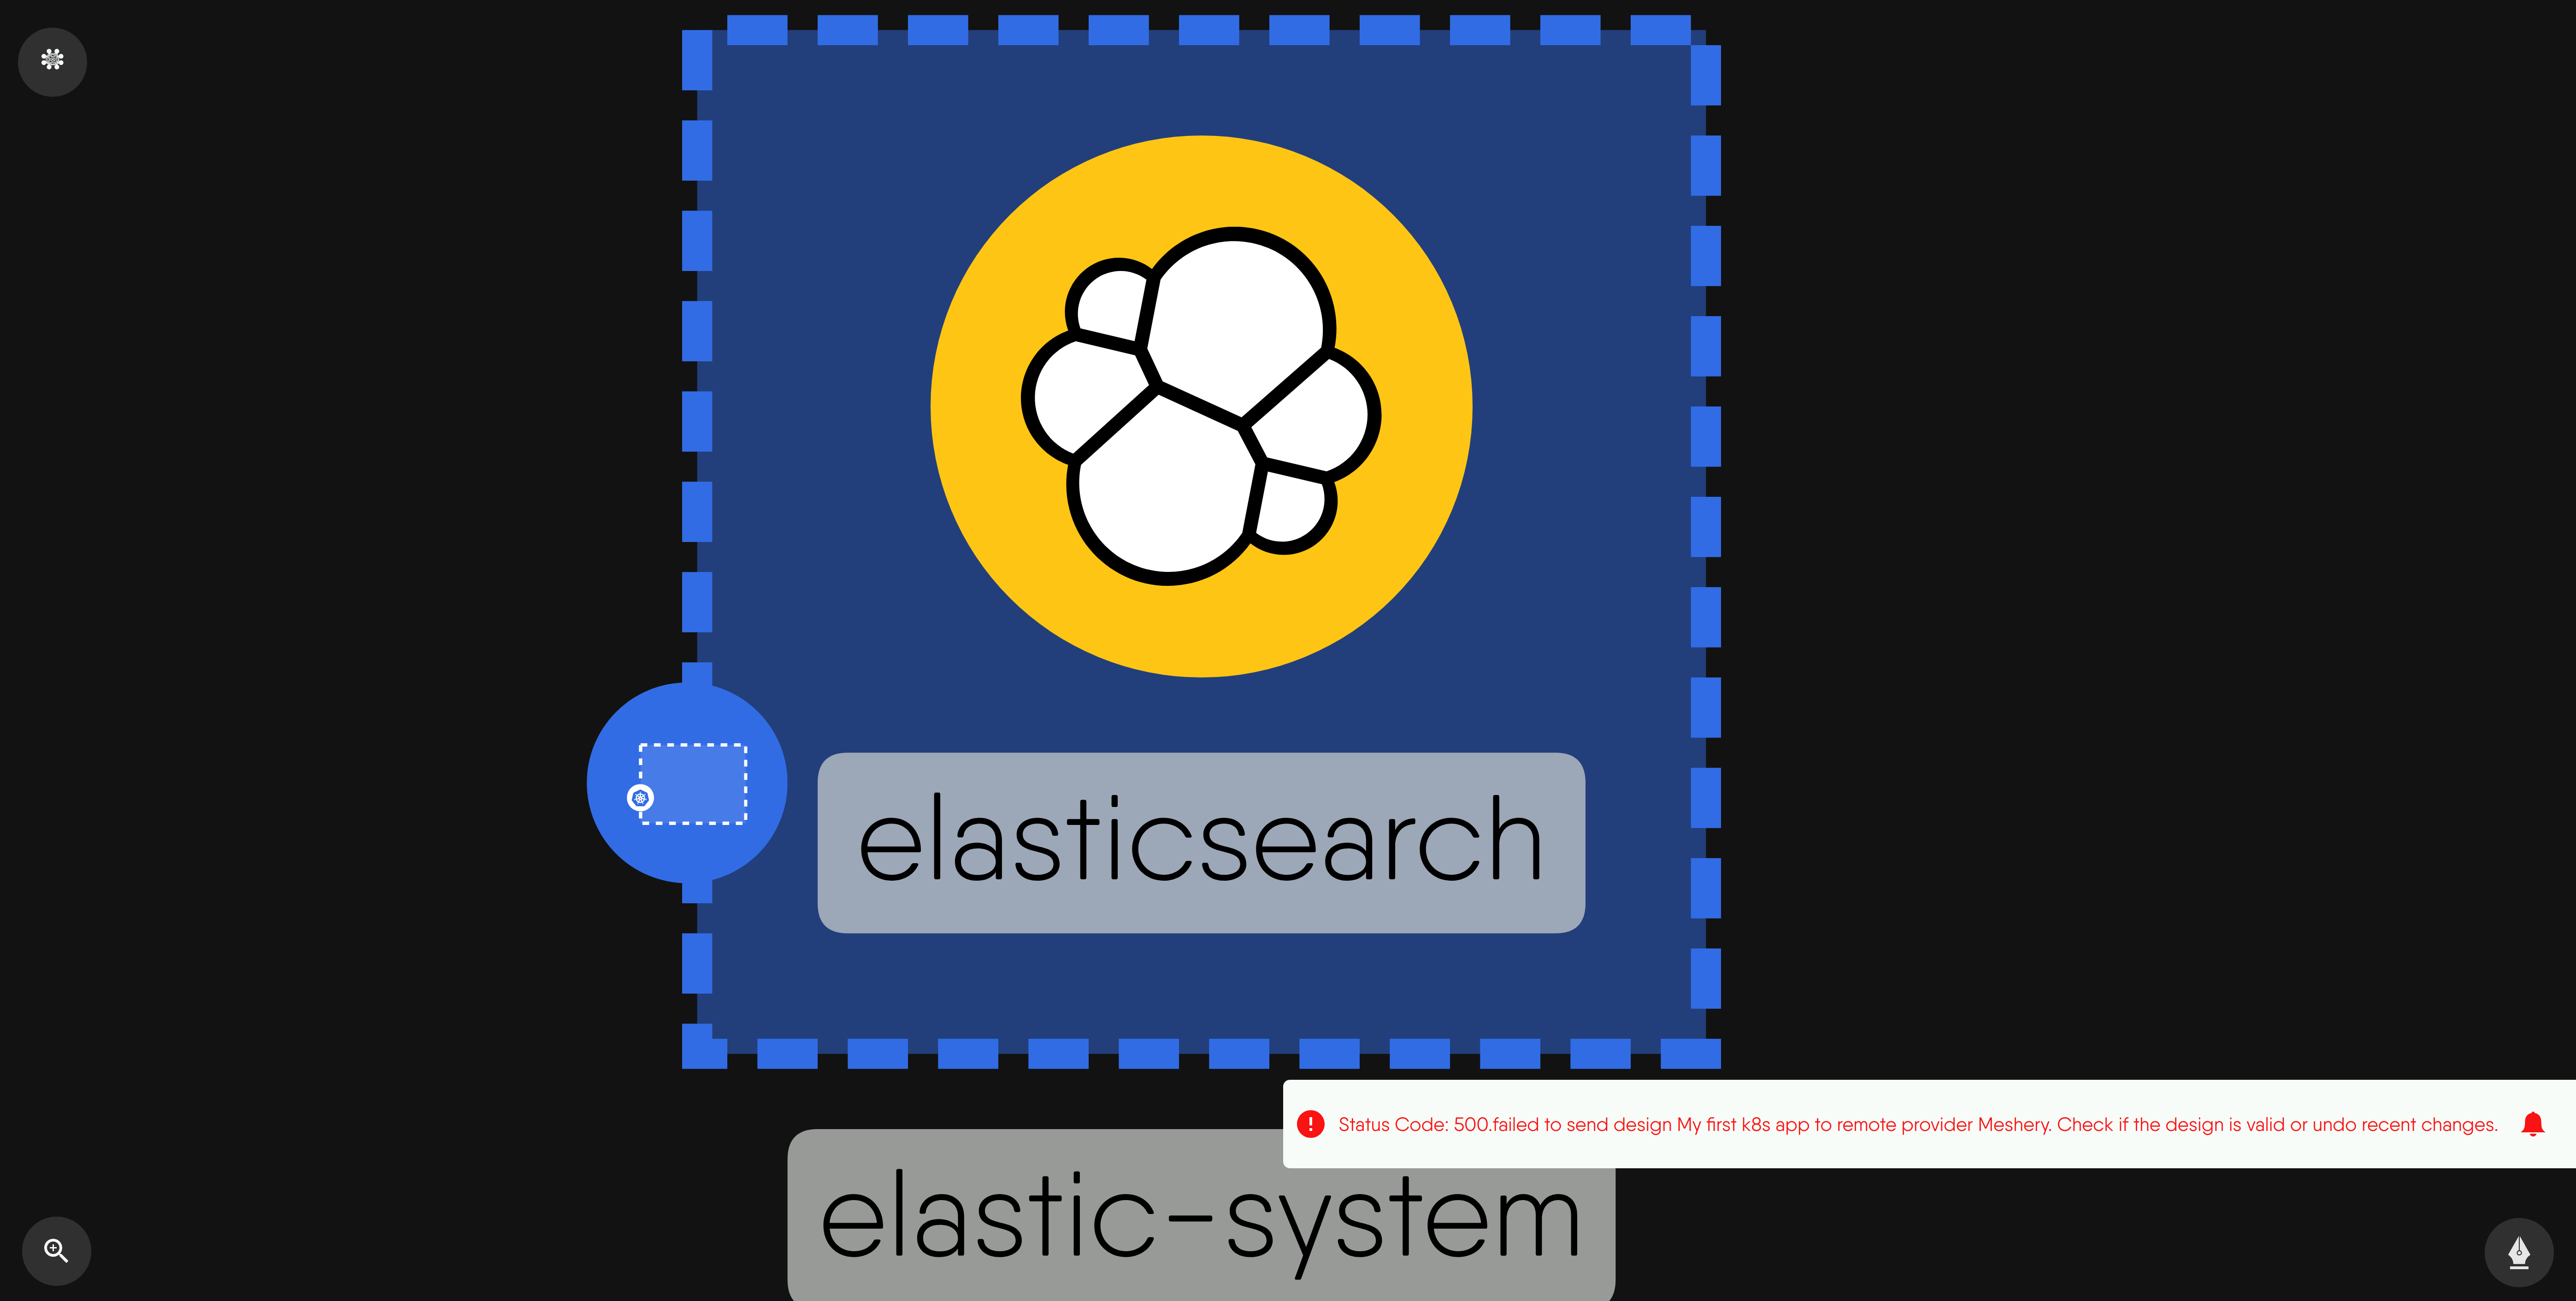 elasticsearch
Status Code: 500.failed to send design My first k8s app to remote provider Meshery. Check if the design is valid or undo recent changes.
elastic-system